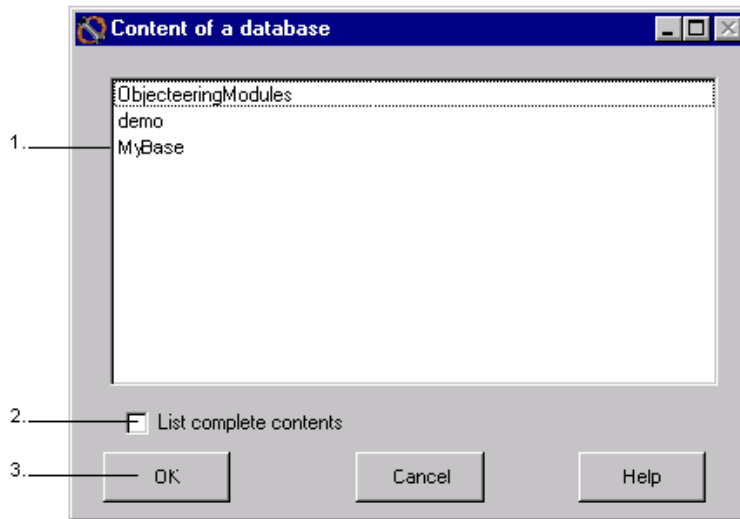 Content of a database
ObjecteeringModules
demo
1. MyBase
2. List complete contents
3. OK Cancel Help